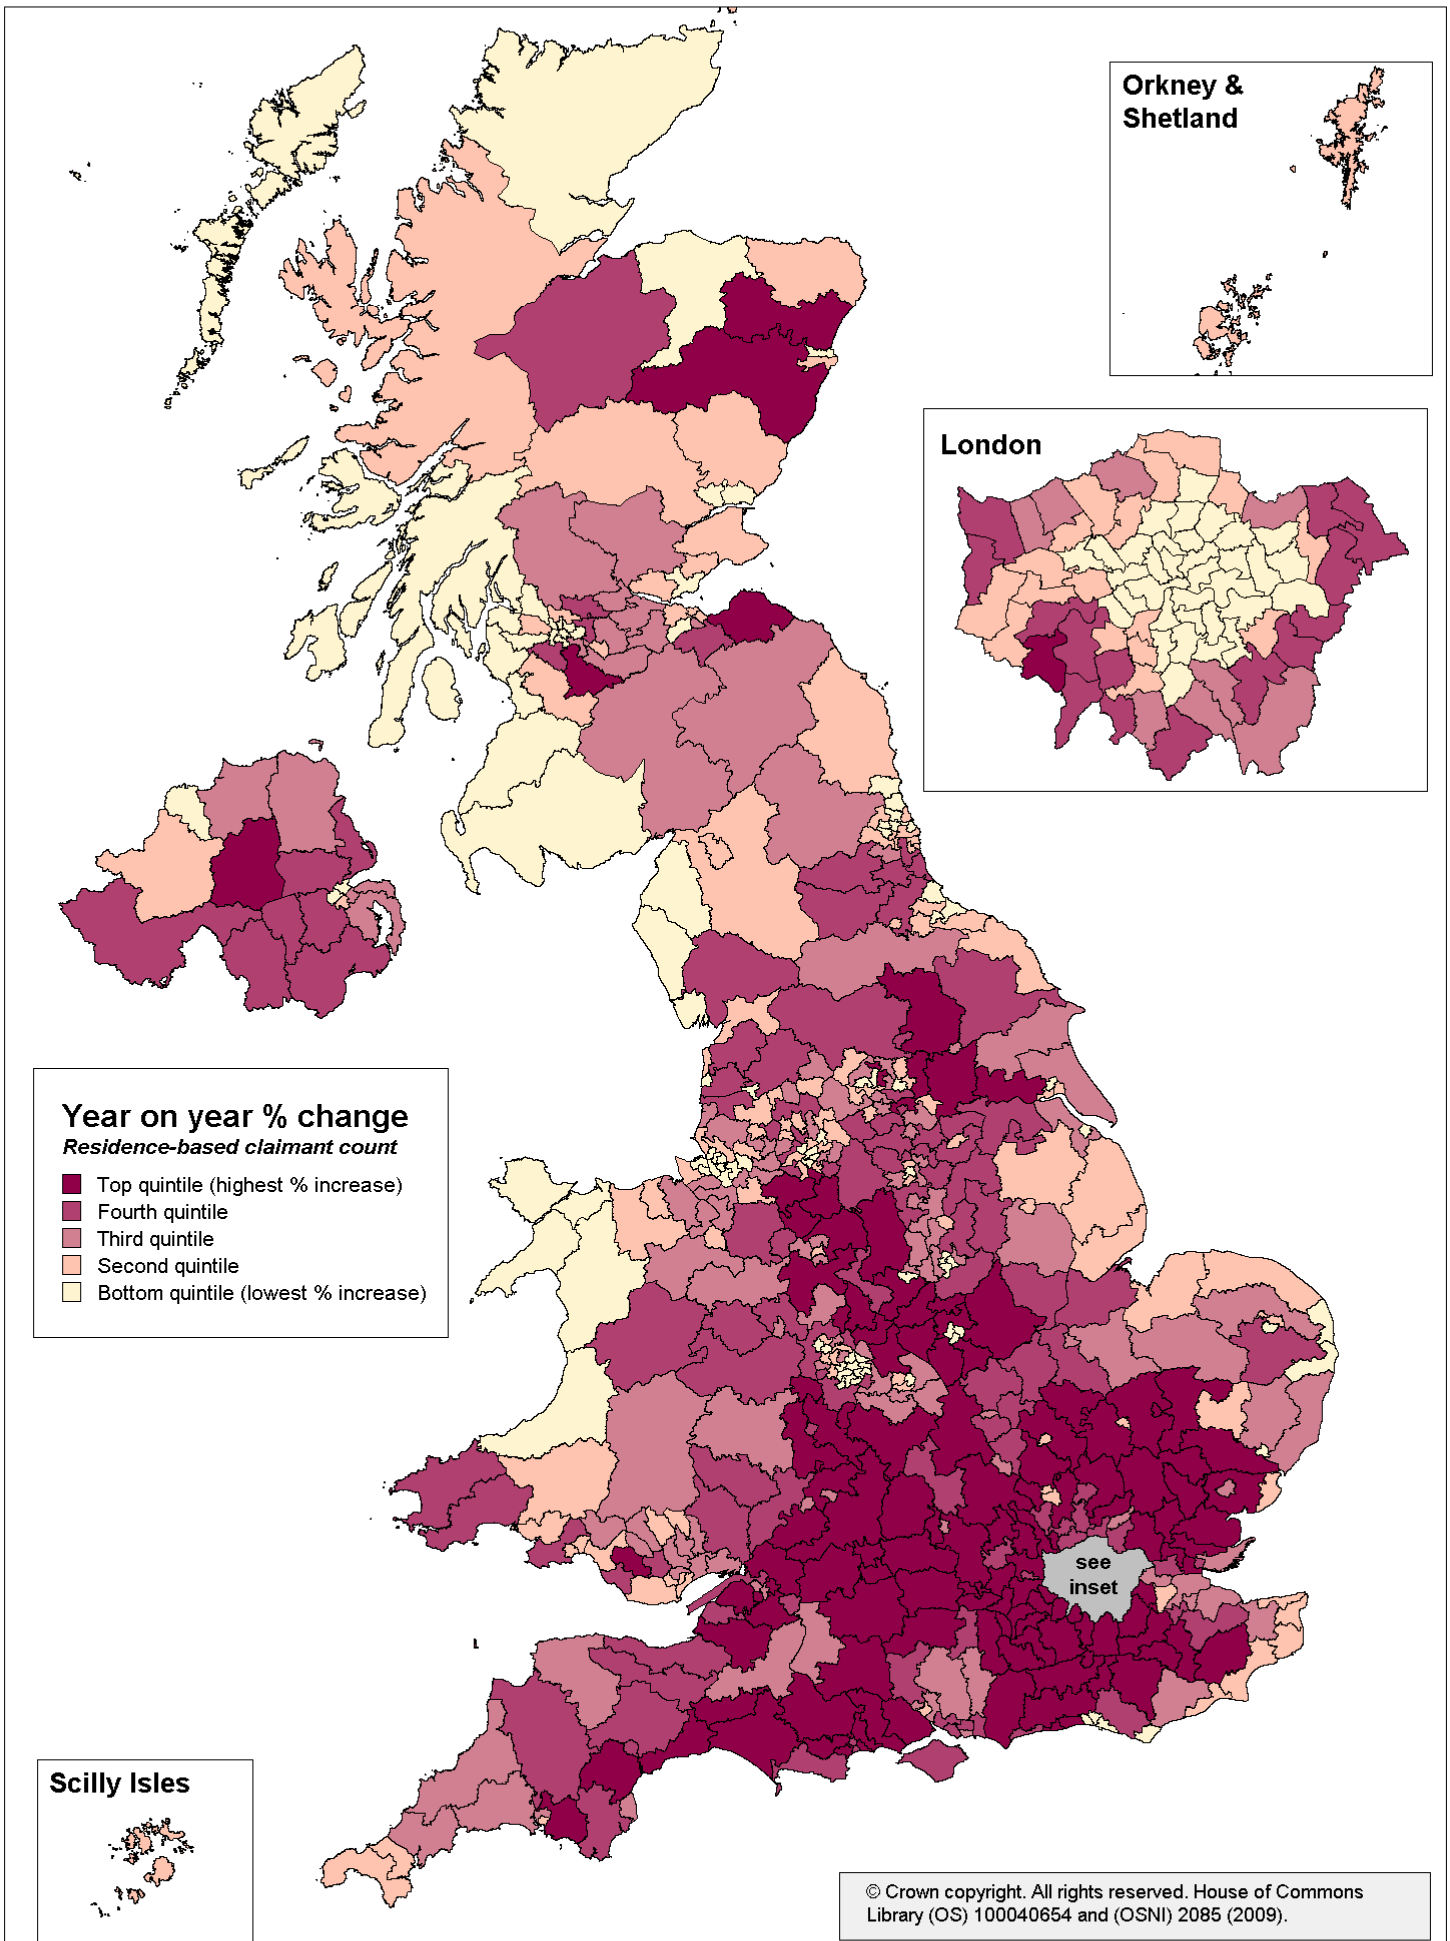 Orkney &
Shetland
London
Year on year % change
Residence-based claimant count
Top quintile (highest % increase)
Fourth quintile
Third quintile
Second quintile
Bottom quintile (lowest % increase)
see
inset
Scilly Isles
© Crown copyright. All rights reserved. House of Commons
Library (OS) 100040654 and (OSNI) 2085 (2009).